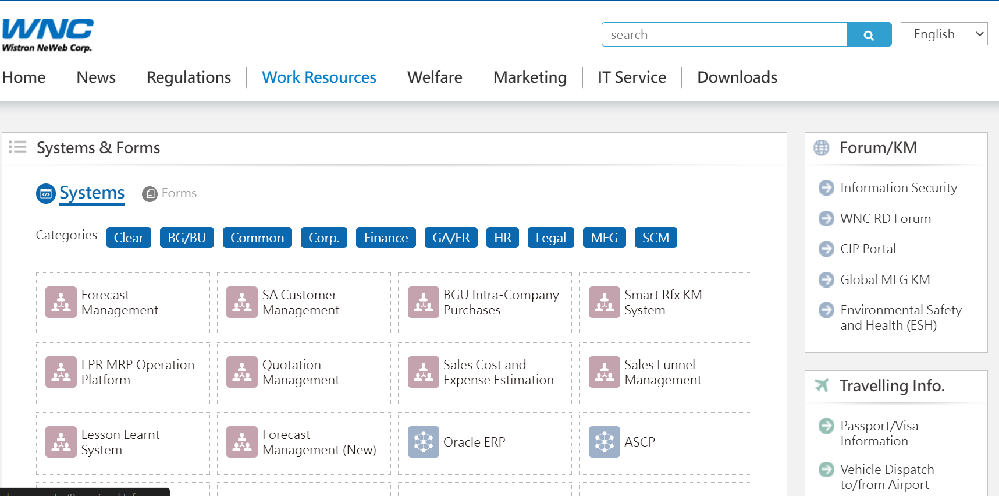 WNC
Wistron NeWeb Corp.
search
English
Home
News
Regulations
Work Resources
Welfare
Marketing
IT Service
Downloads
Systems & Forms
Systems
Forms
Categories
Clear
BG/BU
Common
Corp.
Finance
GA/ER
HR
Legal
MFG
SCM
Forecast
Management
SA Customer
Management
BGU Intra-Company
Purchases
Smart Rfx KM
System
EPR MRP Operation
Platform
Quotation
Management
Sales Cost and
Expense Estimation
Sales Funnel
Management
Lesson Learnt
System
Forecast
Management (New)
Oracle ERP
ASCP
Forum/KM
Information Security
WNC RD Forum
CIP Portal
Global MFG KM
Environmental Safety
and Health (ESH)
Travelling Info.
Passport/Visa
Information
Vehicle Dispatch
to/from Airport